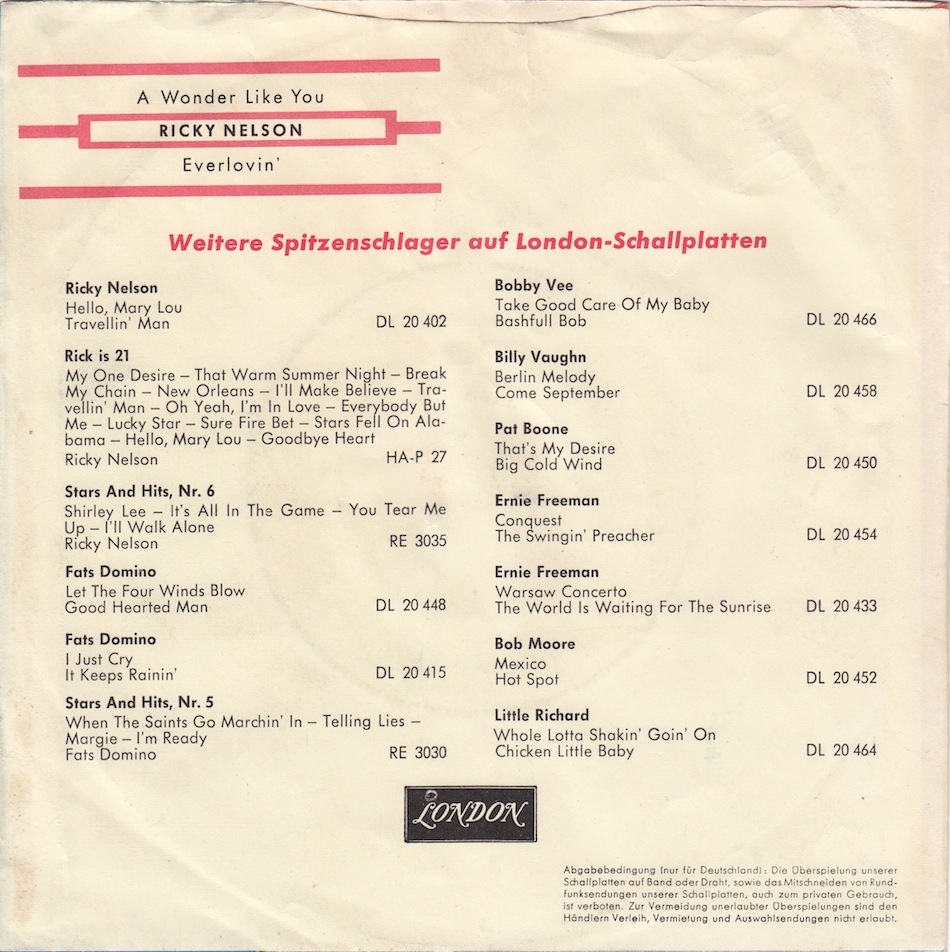 A Wonder Like You
RICKY NELSON
Everlovin'
Weitere Spitzenschlager auf London-Schallplatten
Ricky Nelson
Hello, Mary Lou
Travellin' Man DL 20 402
Rick is 21
My One Desire – That Warm Summer Night – Break
My Chain – New Orleans – I'll Make Believe – Tra-
vellin' Man – Oh Yeah, I'm In Love – Everybody But
Me – Lucky Star – Sure Fire Bet – Stars Fell On Ala-
bama – Hello, Mary Lou – Goodbye Heart
Ricky Nelson HA-P 27
Stars And Hits, Nr. 6
Shirley Lee – It's All In The Game – You Tear Me
Up – I'll Walk Alone
Ricky Nelson RE 3035
Fats Domino
Let The Four Winds Blow
Good Hearted Man DL 20 448
Fats Domino
I Just Cry
It Keeps Rainin' DL 20 415
Stars And Hits, Nr. 5
When The Saints Go Marchin' In – Telling Lies –
Margie – I'm Ready
Fats Domino RE 3030
Bobby Vee
Take Good Care Of My Baby
Bashfull Bob DL 20 466
Billy Vaughn
Berlin Melody
Come September DL 20 458
Pat Boone
That's My Desire
Big Cold Wind DL 20 450
Ernie Freeman
Conquest
The Swingin' Preacher DL 20 454
Ernie Freeman
Warsaw Concerto
The World Is Waiting For The Sunrise DL 20 433
Bob Moore
Mexico
Hot Spot DL 20 452
Little Richard
Whole Lotta Shakin' Goin' On
Chicken Little Baby DL 20 464
LONDON
Abgabebedingung (nur für Deutschland): Die Überspielung unserer
Schallplatten auf Band oder Draht, sowie das Mitschneiden von Rund-
funksendungen unserer Schallplatten, auch zum privaten Gebrauch,
ist verboten. Zur Vermeidung unerlaubter Überspielungen sind den
Händlern Verleih, Vermietung und Auswahlsendungen nicht erlaubt.